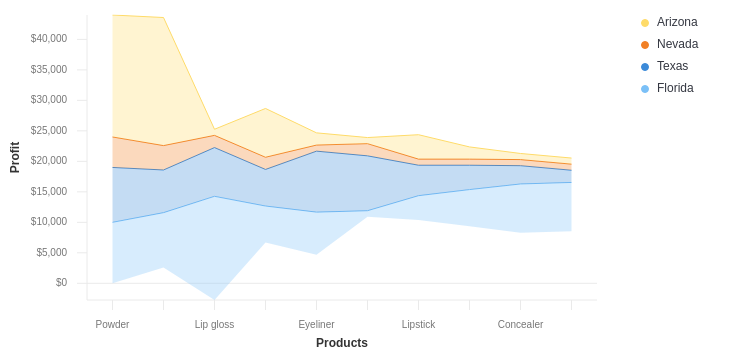 Arizona
Nevada
Texas
Florida
$40,000
$35,000
$30,000
$25,000
$20,000
$15,000
$10,000
$5,000
$0
Profit
Powder Lip gloss Eyeliner Lipstick Concealer
Products